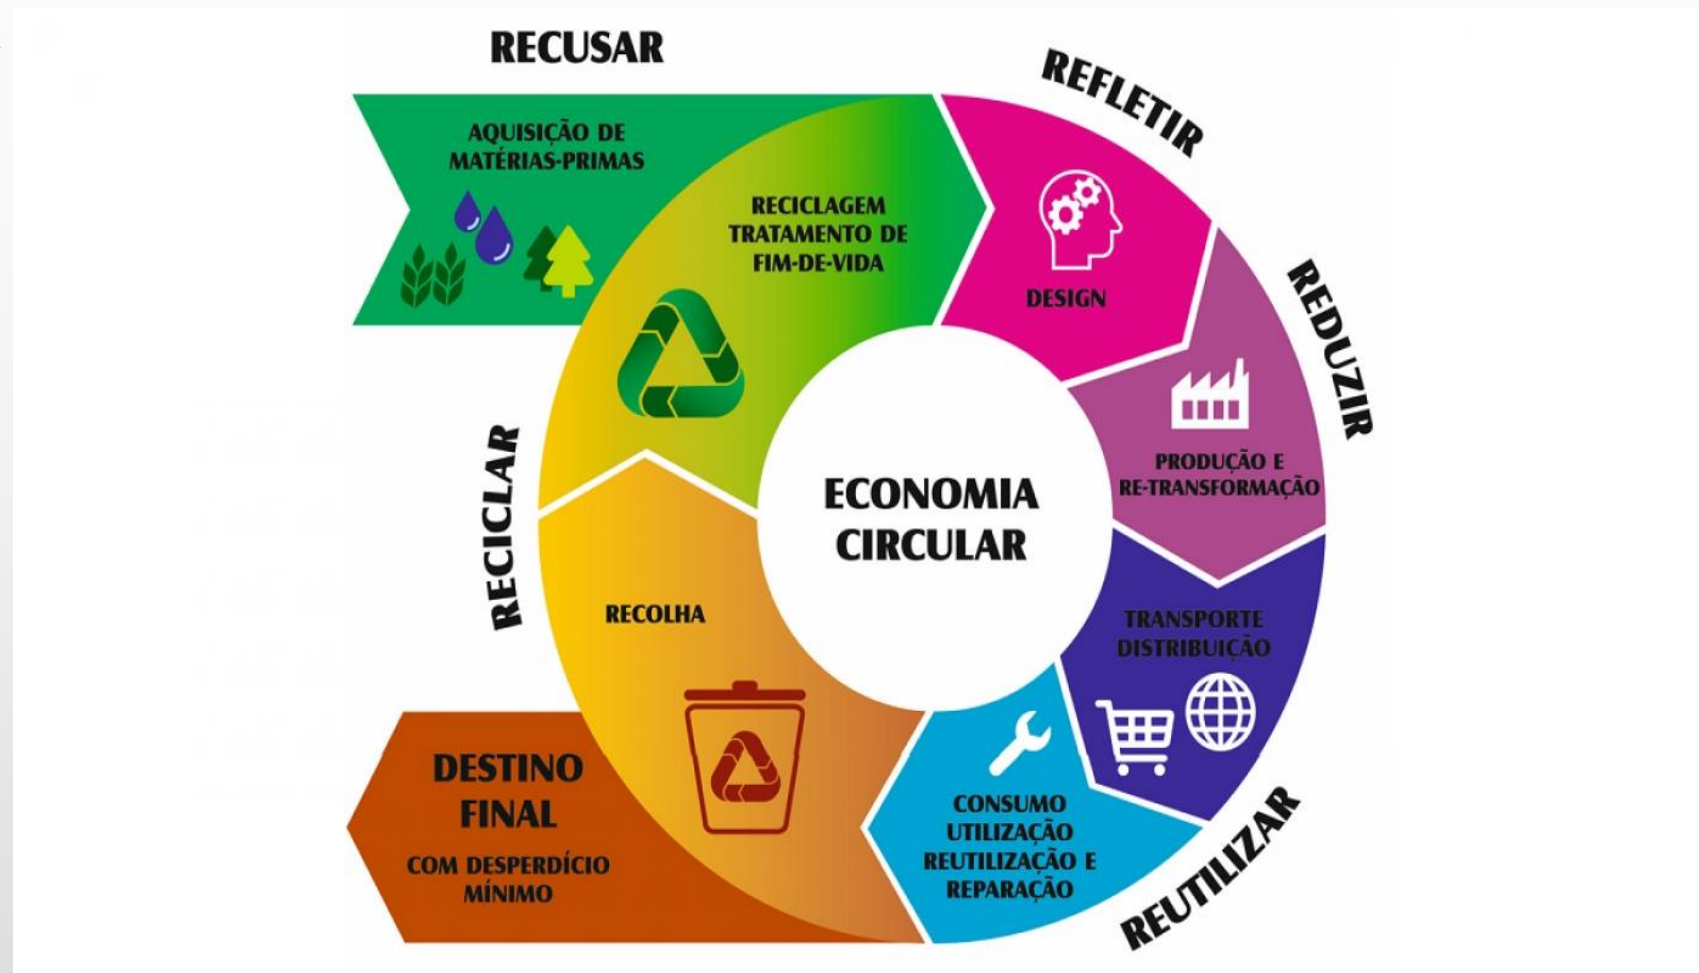 RECUSAR
REFLETIR
AQUISIÇÃO DE
MATÉRIAS-PRIMAS
RECICLAGEM
TRATAMENTO DE
FIM-DE-VIDA
DESIGN
REDUZIR
PRODUÇÃO E
RE-TRANSFORMAÇÃO
ECONOMIA
CIRCULAR
RECICLAR
RECOLHA
TRANSPORTE
DISTRIBUIÇÃO
DESTINO
FINAL
COM DESPERDÍCIO
MÍNIMO
CONSUMO
UTILIZAÇÃO
REUTILIZAÇÃO E
REPARAÇÃO
REUTILIZAR